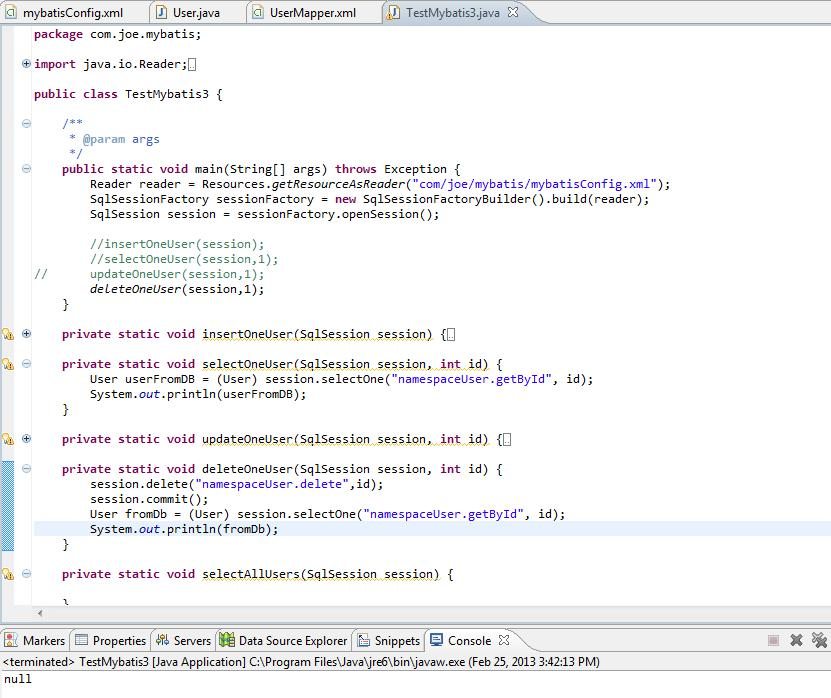 mybatisConfig.xml User.java UserMapper.xml TestMybatis3.java
package com.joe.mybatis;
import java.io.Reader;
public class TestMybatis3 {
/**
* @param args
*/
public static void main(String[] args) throws Exception {
Reader reader = Resources.getResourceAsReader("com/joe/mybatis/mybatisConfig.xml");
SqlSessionFactory sessionFactory = new SqlSessionFactoryBuilder().build(reader);
SqlSession session = sessionFactory.openSession();
//insertOneUser(session);
//selectOneUser(session,1);
// updateOneUser(session,1);
deleteOneUser(session,1);
}
private static void insertOneUser(SqlSession session) {
private static void selectOneUser(SqlSession session, int id) {
User userFromDB = (User) session.selectOne("namespaceUser.getById", id);
System.out.println(userFromDB);
}
private static void updateOneUser(SqlSession session, int id) {
private static void deleteOneUser(SqlSession session, int id) {
session.delete("namespaceUser.delete",id);
session.commit();
User fromDb = (User) session.selectOne("namespaceUser.getById", id);
System.out.println(fromDb);
}
private static void selectAllUsers(SqlSession session) {
}
Markers Properties Servers Data Source Explorer Snippets Console
<terminated> TestMybatis3 [Java Application] C:\Program Files\Java\jre6\bin\javaw.exe (Feb 25, 2013 3:42:13 PM)
null